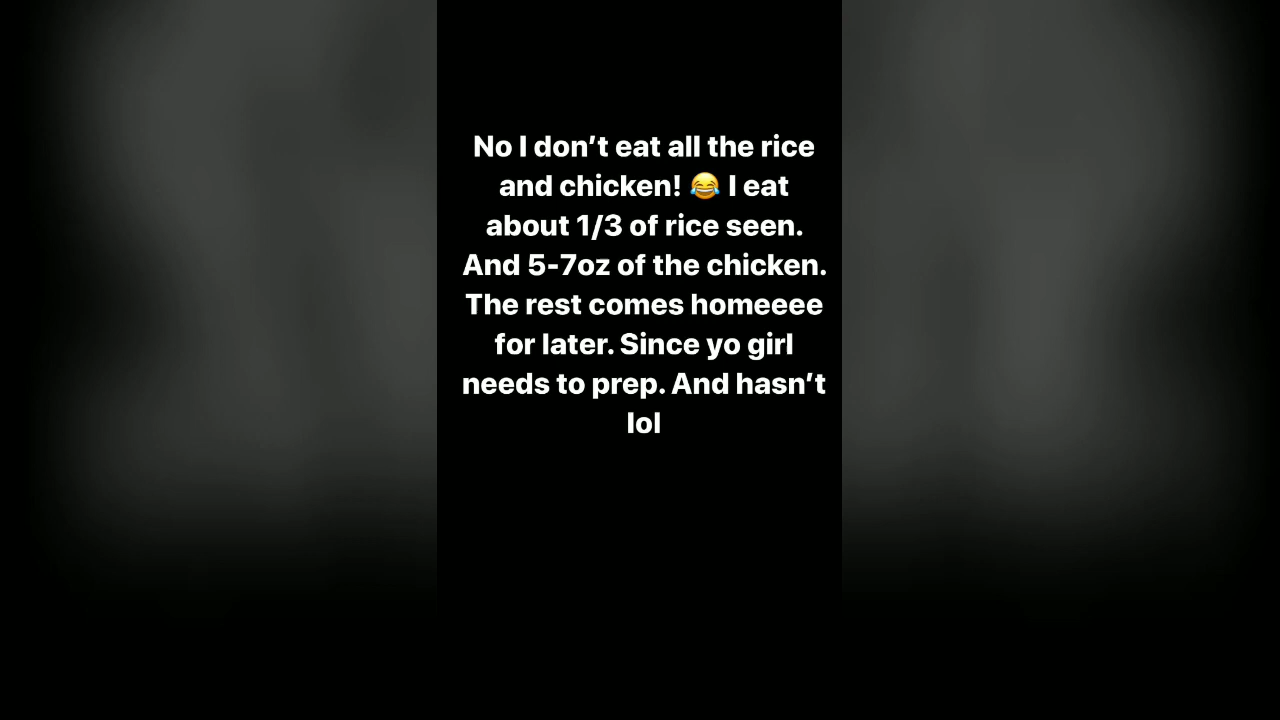 No I don’t eat all the rice
and chicken! 😂 I eat
about 1/3 of rice seen.
And 5-7oz of the chicken.
The rest comes homeeee
for later. Since yo girl
needs to prep. And hasn’t
lol